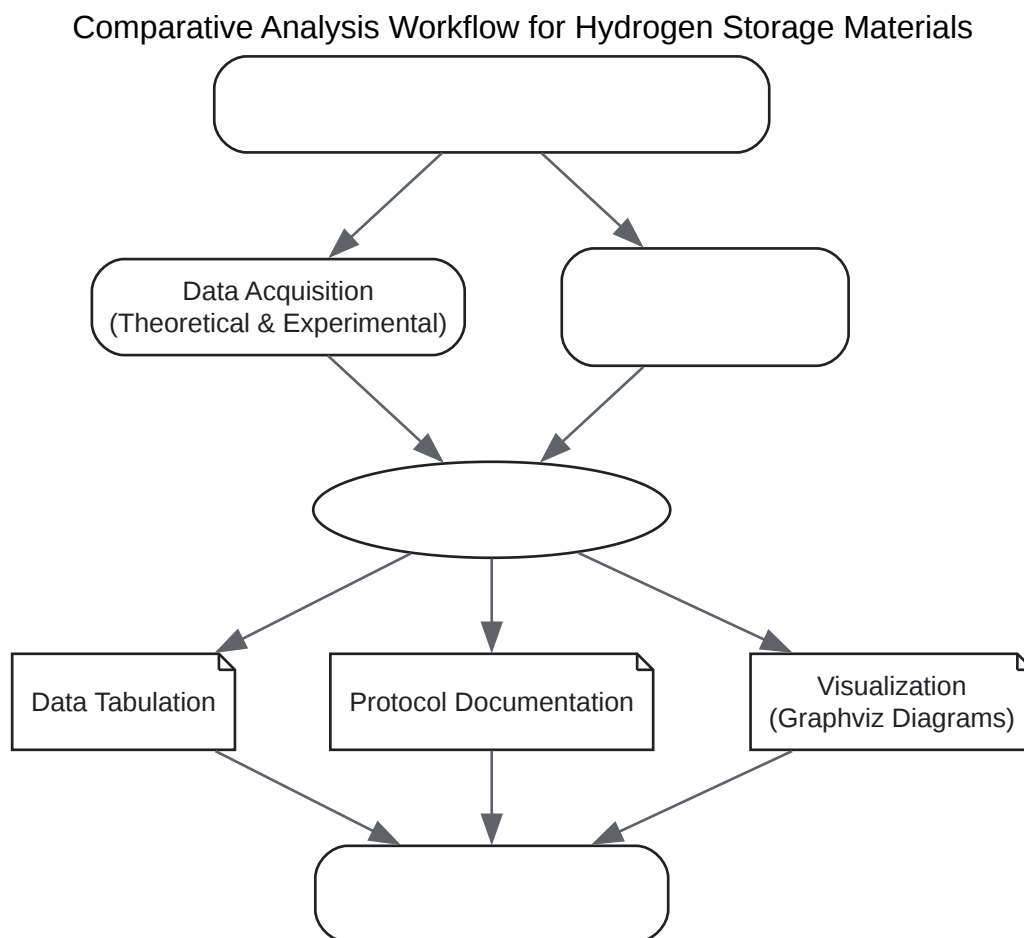 Comparative Analysis Workflow for Hydrogen Storage Materials
Data Acquisition
(Theoretical & Experimental)
Data Tabulation
Protocol Documentation
Visualization
(Graphviz Diagrams)